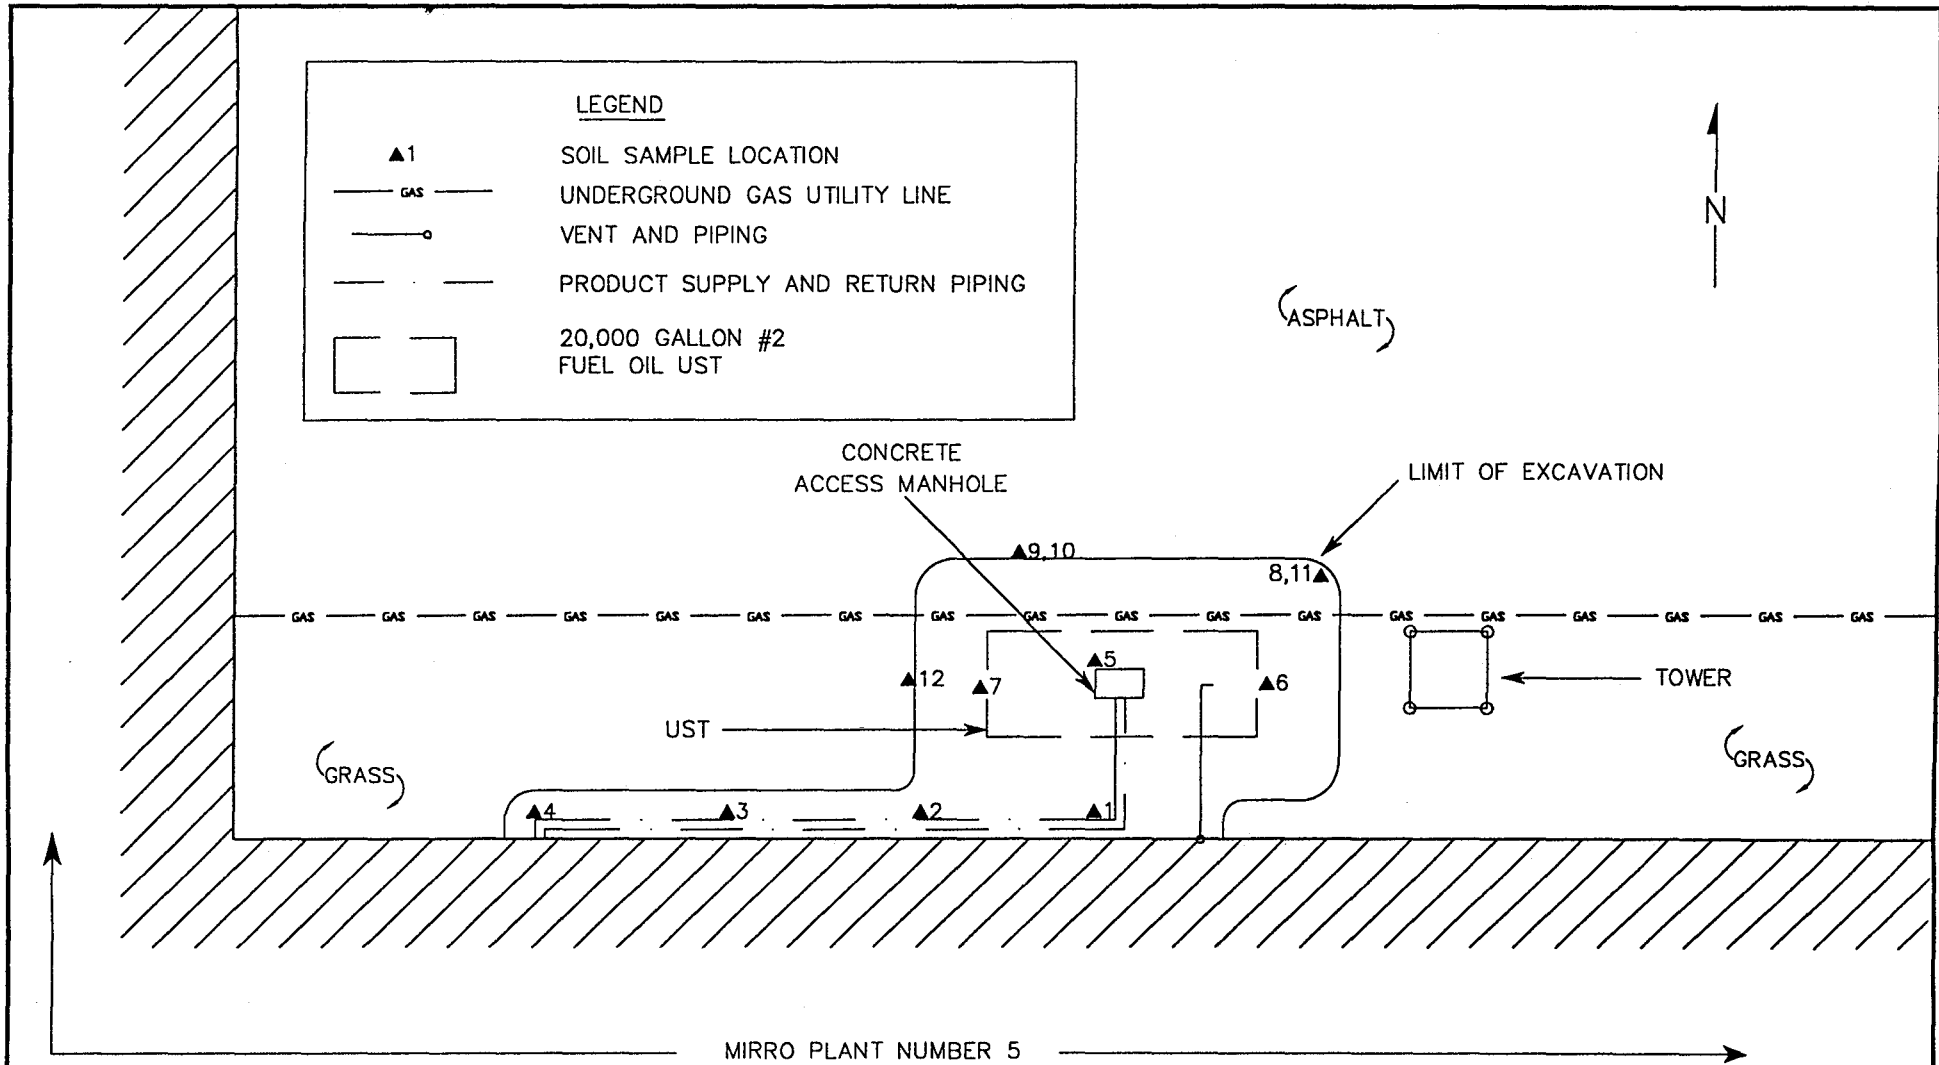 LEGEND
▲1 SOIL SAMPLE LOCATION
GAS UNDERGROUND GAS UTILITY LINE
VENT AND PIPING
PRODUCT SUPPLY AND RETURN PIPING
20,000 GALLON #2
FUEL OIL UST
N
ASPHALT
CONCRETE
ACCESS MANHOLE
LIMIT OF EXCAVATION
▲9,10
8,11▲
GAS GAS GAS GAS GAS GAS GAS GAS GAS GAS GAS GAS GAS GAS GAS GAS GAS GAS
▲5
▲12
▲7
▲6
TOWER
UST
GRASS
GRASS
▲4
▲3
▲2
▲1
MIRRO PLANT NUMBER 5